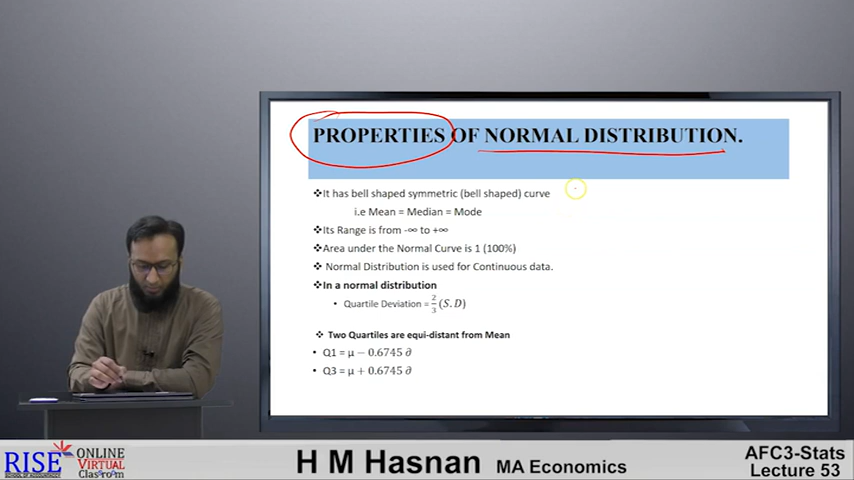 PROPERTIES OF NORMAL DISTRIBUTION.
❖It has bell shaped symmetric (bell shaped) curve
i.e Mean = Median = Mode
❖Its Range is from -∞ to +∞
❖Area under the Normal Curve is 1 (100%)
❖ Normal Distribution is used for Continuous data.
❖In a normal distribution
• Quartile Deviation = 2/3 (S.D)
❖ Two Quartiles are equi-distant from Mean
• Q1 = μ − 0.6745 ∂
• Q3 = μ + 0.6745 ∂
RISE
SCHOOL OF ACCOUNTANCY
ONLINE
VIRTUAL
Classroom
H M Hasnan MA Economics
AFC3-Stats
Lecture 53